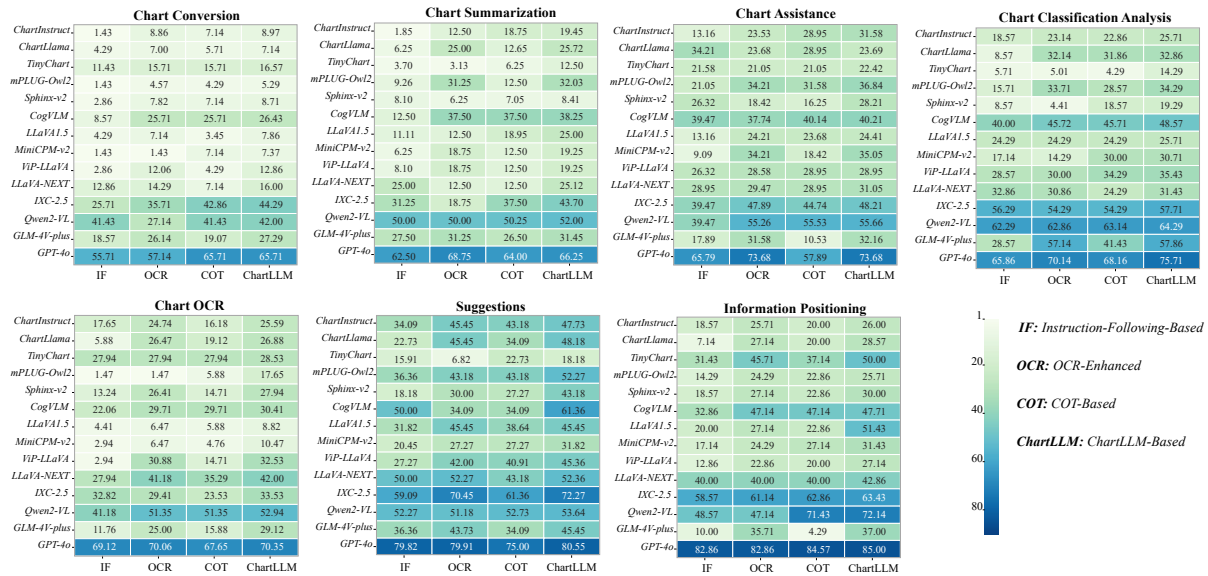 Chart Conversion
ChartInstruct 1.43 8.86 7.14 8.97
ChartLlama 4.29 7.00 5.71 7.14
TinyChart 11.43 15.71 15.71 16.57
mPLUG-Owl2 1.43 4.57 4.29 5.29
Sphinx-v2 2.86 7.82 7.14 8.71
CogVLM 8.57 25.71 25.71 26.43
LLaVA1.5 4.29 7.14 3.45 7.86
MiniCPM-v2 1.43 1.43 7.14 7.37
ViP-LLaVA 2.86 12.06 4.29 12.86
LLaVA-NEXT 12.86 14.29 7.14 16.00
IXC-2.5 25.71 35.71 42.86 44.29
Qwen2-VL 41.43 27.14 41.43 42.00
GLM-4V-plus 18.57 26.14 19.07 27.29
GPT-4o 55.71 57.14 65.71 65.71
IF OCR COT ChartLLM
Chart Summarization
ChartInstruct 1.85 12.50 18.75 19.45
ChartLlama 6.25 25.00 12.65 25.72
TinyChart 3.70 3.13 6.25 12.50
mPLUG-Owl2 9.26 31.25 12.50 32.03
Sphinx-v2 8.10 6.25 7.05 8.41
CogVLM 12.50 37.50 37.50 38.25
LLaVA1.5 11.11 12.50 18.95 25.00
MiniCPM-v2 6.25 18.75 12.50 19.25
ViP-LLaVA 8.10 18.75 12.50 19.25
LLaVA-NEXT 25.00 12.50 12.50 25.12
IXC-2.5 31.25 18.75 37.50 43.70
Qwen2-VL 50.00 50.00 50.25 52.00
GLM-4V-plus 27.50 31.25 26.50 31.45
GPT-4o 62.50 68.75 64.00 66.25
IF OCR COT ChartLLM
Chart Assistance
ChartInstruct 13.16 23.53 28.95 31.58
ChartLlama 34.21 23.68 28.95 23.69
TinyChart 21.58 21.05 21.05 22.42
mPLUG-Owl2 21.05 34.21 31.58 36.84
Sphinx-v2 26.32 18.42 16.25 28.21
CogVLM 39.47 37.74 40.14 40.21
LLaVA1.5 13.16 24.21 23.68 24.41
MiniCPM-v2 9.09 34.21 18.42 35.05
ViP-LLaVA 26.32 28.58 28.95 28.95
LLaVA-NEXT 28.95 29.47 28.95 31.05
IXC-2.5 39.47 47.89 44.74 48.21
Qwen2-VL 39.47 55.26 55.53 55.66
GLM-4V-plus 17.89 31.58 10.53 32.16
GPT-4o 65.79 73.68 57.89 73.68
IF OCR COT ChartLLM
Chart Classification Analysis
ChartInstruct 18.57 23.14 22.86 25.71
ChartLlama 8.57 32.14 31.86 32.86
TinyChart 5.71 5.01 4.29 14.29
mPLUG-Owl2 15.71 33.71 28.57 34.29
Sphinx-v2 8.57 4.41 18.57 19.29
CogVLM 40.00 45.72 45.71 48.57
LLaVA1.5 24.29 24.29 24.29 25.71
MiniCPM-v2 17.14 14.29 30.00 30.71
ViP-LLaVA 28.57 30.00 34.29 35.43
LLaVA-NEXT 32.86 30.86 24.29 31.43
IXC-2.5 56.29 54.29 54.29 57.71
Qwen2-VL 62.29 62.86 63.14 64.29
GLM-4V-plus 28.57 57.14 41.43 57.86
GPT-4o 65.86 70.14 68.16 75.71
IF OCR COT ChartLLM
Chart OCR
ChartInstruct 17.65 24.74 16.18 25.59
ChartLlama 5.88 26.47 19.12 26.88
TinyChart 27.94 27.94 27.94 28.53
mPLUG-Owl2 1.47 1.47 5.88 17.65
Sphinx-v2 13.24 26.41 14.71 27.94
CogVLM 22.06 29.71 29.71 30.41
LLaVA1.5 4.41 6.47 5.88 8.82
MiniCPM-v2 2.94 6.47 4.76 10.47
ViP-LLaVA 2.94 30.88 14.71 32.53
LLaVA-NEXT 27.94 41.18 35.29 42.00
IXC-2.5 32.82 29.41 23.53 33.53
Qwen2-VL 41.18 51.35 51.35 52.94
GLM-4V-plus 11.76 25.00 15.88 29.12
GPT-4o 69.12 70.06 67.65 70.35
IF OCR COT ChartLLM
Suggestions
ChartInstruct 34.09 45.45 43.18 47.73
ChartLlama 22.73 45.45 34.09 48.18
TinyChart 15.91 6.82 22.73 18.18
mPLUG-Owl2 36.36 43.18 43.18 52.27
Sphinx-v2 18.18 30.00 27.27 43.18
CogVLM 50.00 34.09 34.09 61.36
LLaVA1.5 31.82 45.45 38.64 45.45
MiniCPM-v2 20.45 27.27 27.27 31.82
ViP-LLaVA 27.27 42.00 40.91 45.36
LLaVA-NEXT 50.00 52.27 43.18 52.36
IXC-2.5 59.09 70.45 61.36 72.27
Qwen2-VL 52.27 51.18 52.73 53.64
GLM-4V-plus 36.36 43.73 34.09 45.45
GPT-4o 79.82 79.91 75.00 80.55
IF OCR COT ChartLLM
Information Positioning
ChartInstruct 18.57 25.71 20.00 26.00
ChartLlama 7.14 27.14 20.00 28.57
TinyChart 31.43 45.71 37.14 50.00
mPLUG-Owl2 14.29 24.29 22.86 25.71
Sphinx-v2 18.57 27.14 22.86 30.00
CogVLM 32.86 47.14 47.14 47.71
LLaVA1.5 20.00 27.14 22.86 51.43
MiniCPM-v2 17.14 24.29 27.14 31.43
ViP-LLaVA 12.86 22.86 20.00 27.14
LLaVA-NEXT 40.00 40.00 40.00 42.86
IXC-2.5 58.57 61.14 62.86 63.43
Qwen2-VL 48.57 47.14 71.43 72.14
GLM-4V-plus 10.00 35.71 4.29 37.00
GPT-4o 82.86 82.86 84.57 85.00
IF OCR COT ChartLLM
1
20
40
60
80
IF: Instruction-Following-Based
OCR: OCR-Enhanced
COT: COT-Based
ChartLLM: ChartLLM-Based